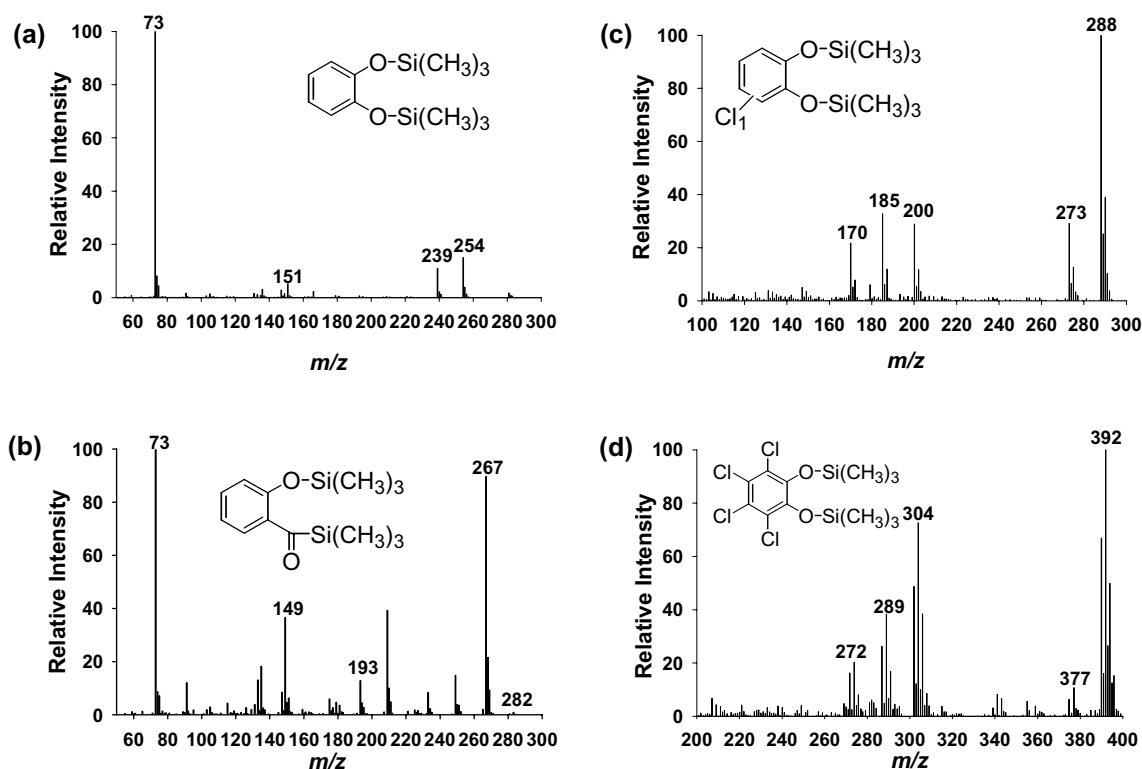 (a)
Relative Intensity
100
80
60
40
20
0
73
151
239
254
O-Si(CH3)3
O-Si(CH3)3
60 80 100 120 140 160 180 200 220 240 260 280 300
m/z
(c)
Relative Intensity
100
80
60
40
20
0
170
185
200
273
288
O-Si(CH3)3
O-Si(CH3)3
Cl1
100 120 140 160 180 200 220 240 260 280 300
m/z
(b)
Relative Intensity
100
80
60
40
20
0
73
149
193
267
282
O-Si(CH3)3
Si(CH3)3
O
60 80 100 120 140 160 180 200 220 240 260 280 300
m/z
(d)
Relative Intensity
100
80
60
40
20
0
272
289
304
377
392
Cl
Cl
Cl
Cl
O-Si(CH3)3
O-Si(CH3)3
200 220 240 260 280 300 320 340 360 380 400
m/z